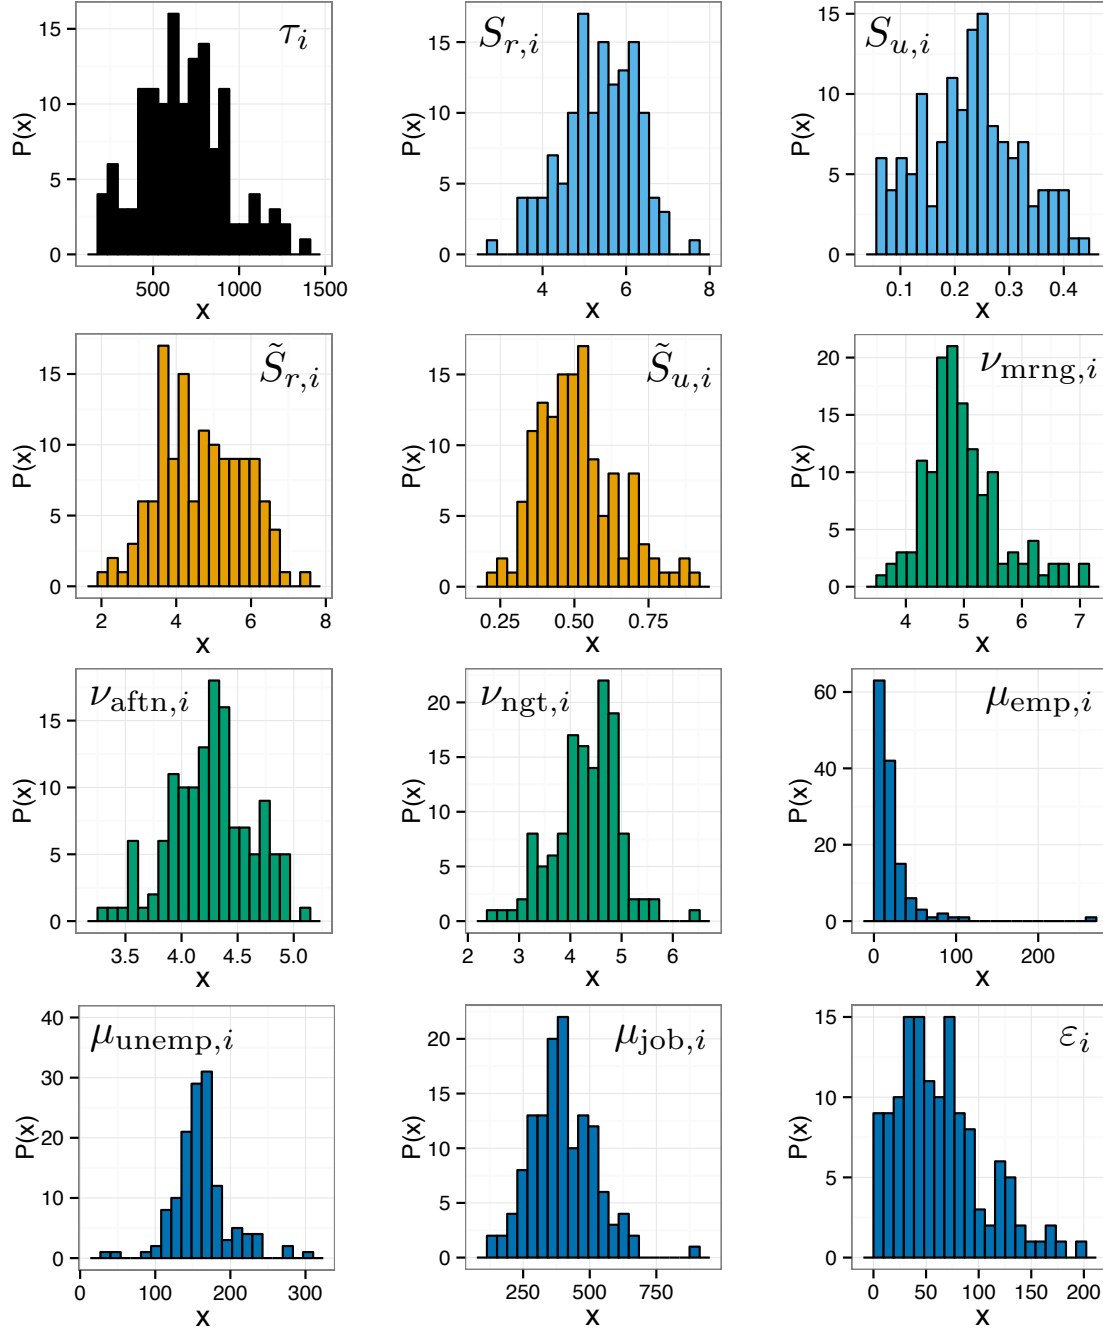 τ_i
15
10
5
0
P(x)
500 1000 1500
x
S_{r,i}
15
10
5
0
P(x)
4 6 8
x
S_{u,i}
15
10
5
0
P(x)
0.1 0.2 0.3 0.4
x
S̃_{r,i}
15
10
5
0
P(x)
2 4 6 8
x
S̃_{u,i}
15
10
5
0
P(x)
0.25 0.50 0.75
x
ν_{mrng,i}
20
15
10
5
0
P(x)
4 5 6 7
x
ν_{aftn,i}
15
10
5
0
P(x)
3.5 4.0 4.5 5.0
x
ν_{ngt,i}
20
15
10
5
0
P(x)
2 3 4 5 6
x
μ_{emp,i}
60
40
20
0
P(x)
0 100 200
x
μ_{unemp,i}
40
30
20
10
0
P(x)
0 100 200 300
x
μ_{job,i}
20
15
10
5
0
P(x)
250 500 750
x
ε_i
15
10
5
0
P(x)
0 50 100 150 200
x